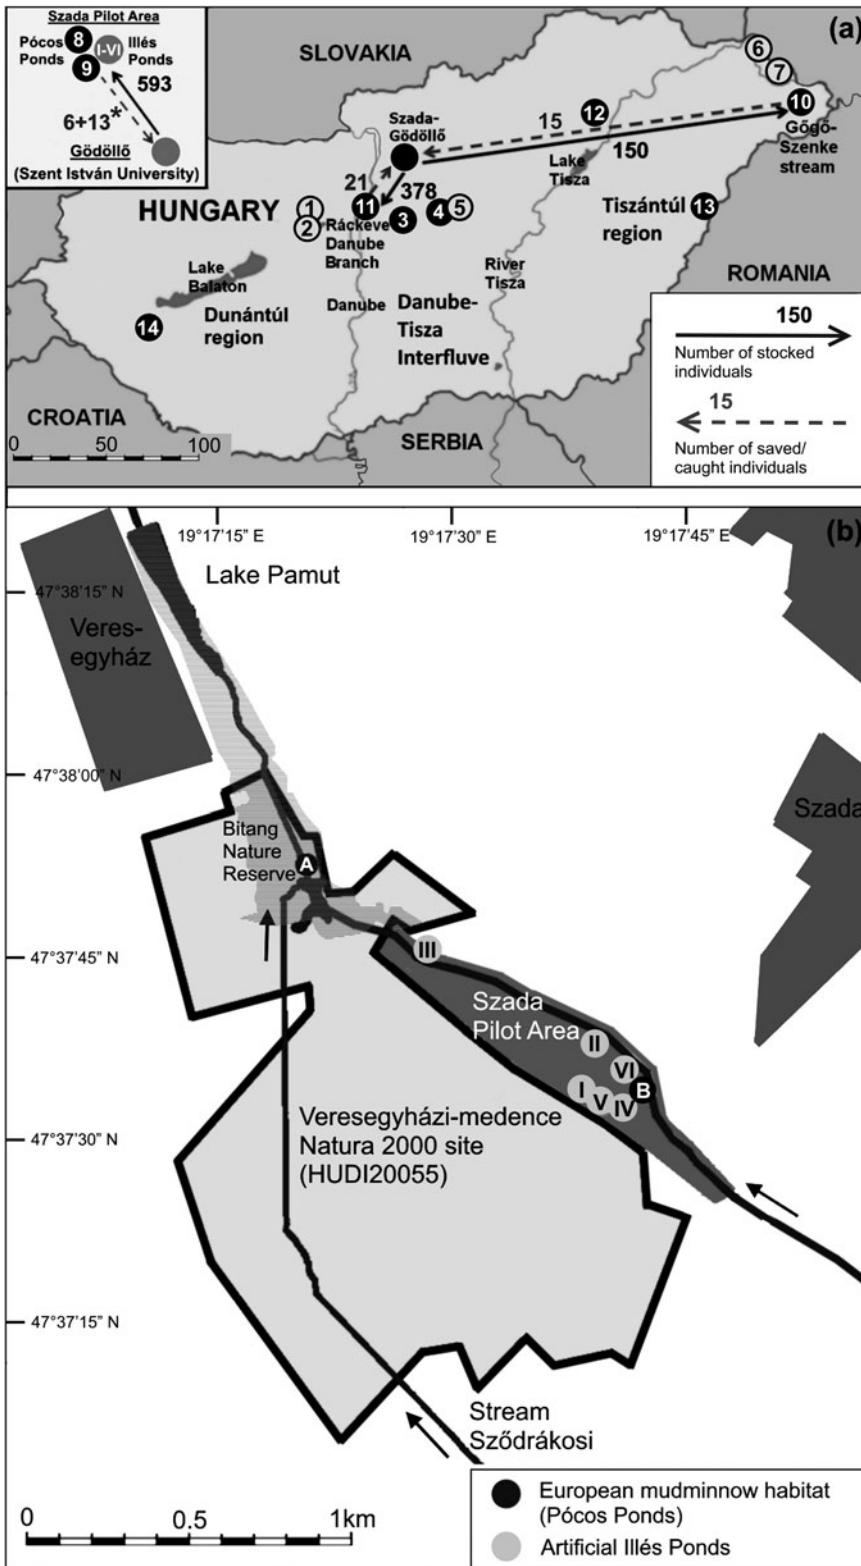 (a)
Szada Pilot Area
Pócos
Ponds
8
9
I-VI
Illés
Ponds
593
6+13*
Gödöllő
(Szent István University)
SLOVAKIA
6
7
12
10
Gőgő-
Szenke
stream
Szada-
Gödöllő
15
150
Lake
Tisza
21
378
HUNGARY
1
2
11
3
4
5
Ráckeve
Danube
Branch
Tiszántúl
region
13
ROMANIA
Lake
Balaton
River
Tisza
Danube
Danube-
Tisza
Interfluve
Dunántúl
region
14
CROATIA
SERBIA
0 50 100
150
Number of stocked
individuals
15
Number of saved/
caught individuals
(b)
19°17'15" E
19°17'30" E
19°17'45" E
47°38'15" N
Lake Pamut
Veres-
egyház
47°38'00" N
Szada
Bitang
Nature
Reserve
A
47°37'45" N
III
Szada
Pilot Area
II
VI
I
V
IV
B
47°37'30" N
Veresegyházi-medence
Natura 2000 site
(HUDI20055)
47°37'15" N
Stream
Sződrákosi
0 0.5 1km
European mudminnow habitat
(Pócos Ponds)
Artificial Illés Ponds